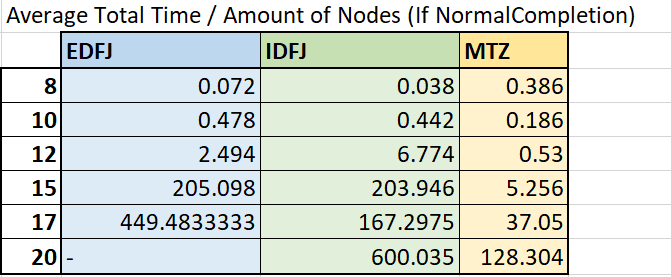 Average Total Time / Amount of Nodes (If NormalCompletion)
EDFJ IDFJ MTZ
8 0.072 0.038 0.386
10 0.478 0.442 0.186
12 2.494 6.774 0.53
15 205.098 203.946 5.256
17 449.4833333 167.2975 37.05
20 - 600.035 128.304